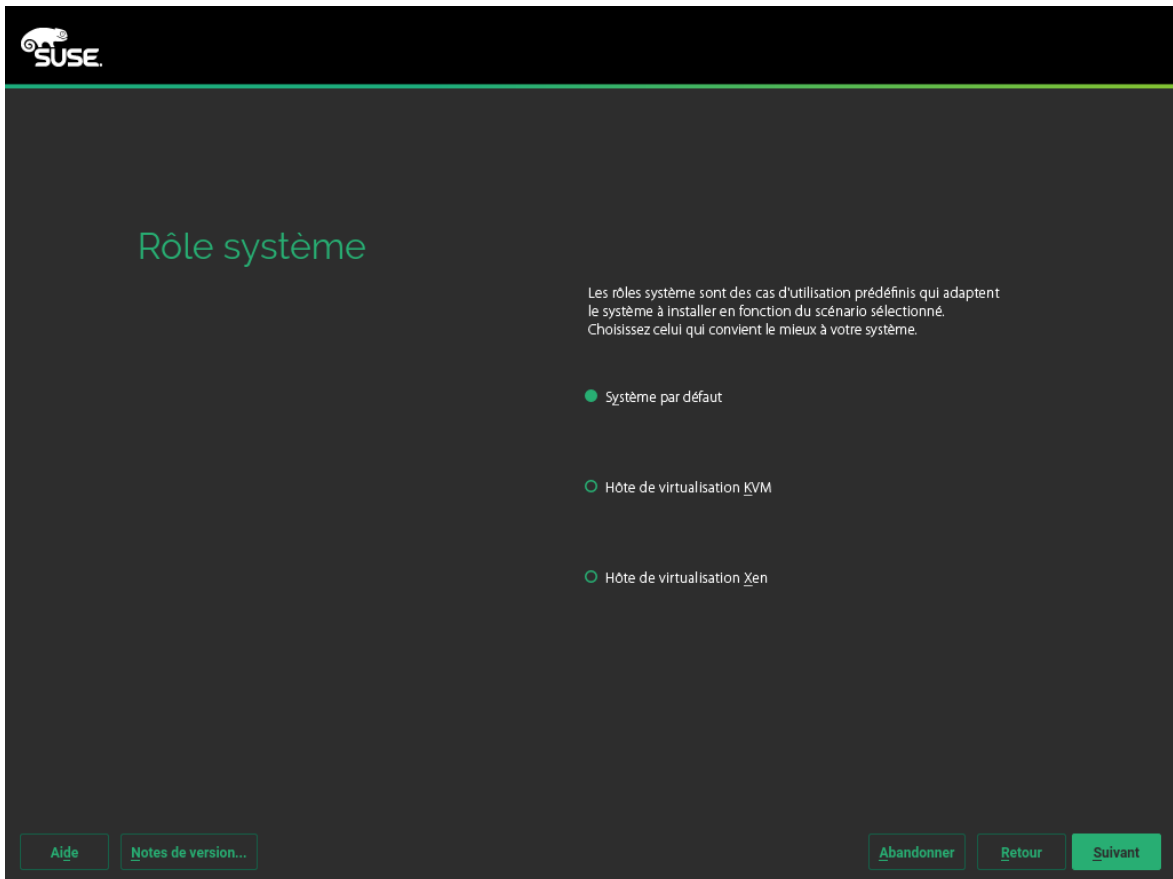 SUSE.
Rôle système
Les rôles système sont des cas d'utilisation prédéfinis qui adaptent
le système à installer en fonction du scénario sélectionné.
Choisissez celui qui convient le mieux à votre système.
Système par défaut
Hôte de virtualisation KVM
Hôte de virtualisation Xen
Aide
Notes de version...
Abandonner
Retour
Suivant